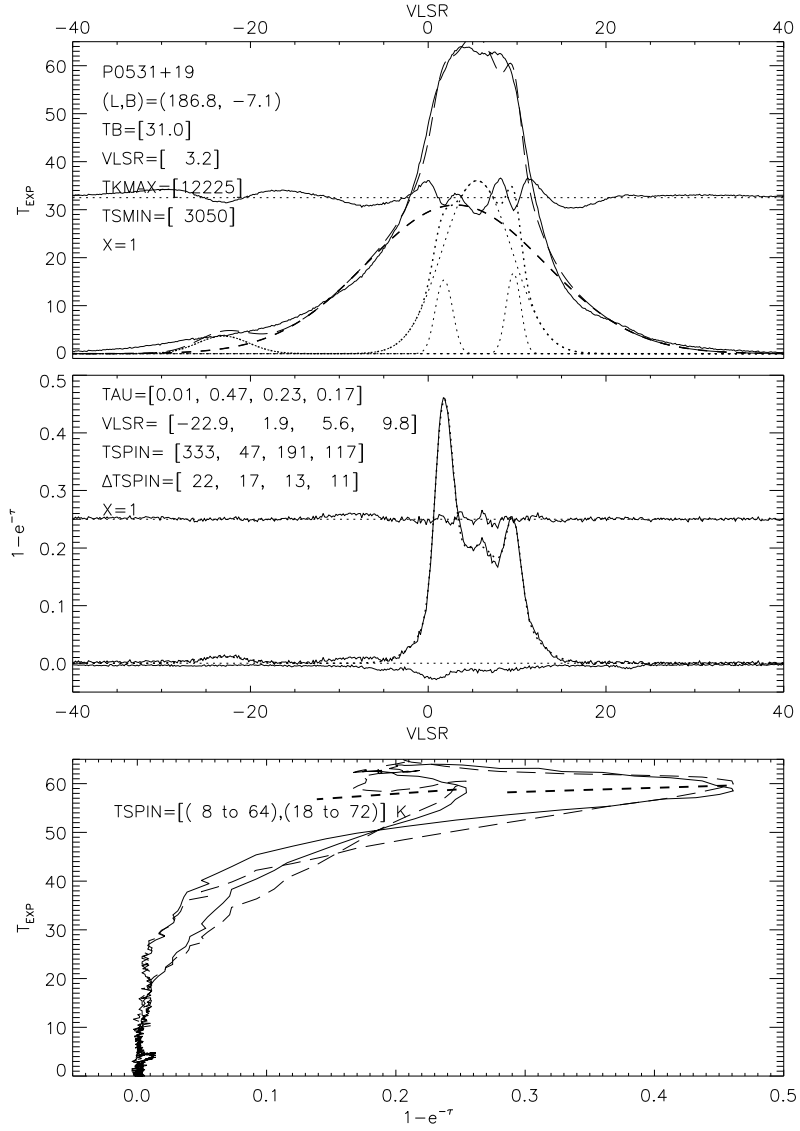 VLSR
−40 −20 0 20 40
60
50
40
30
20
10
0
T_EXP
P0531+19
(L,B)=(186.8, −7.1)
TB=[31.0]
VLSR=[ 3.2]
TKMAX=[12225]
TSMIN=[ 3050]
X=1
0.5
0.4
0.3
0.2
0.1
0.0
1−e^−τ
TAU=[0.01, 0.47, 0.23, 0.17]
VLSR= [−22.9, 1.9, 5.6, 9.8]
TSPIN= [333, 47, 191, 117]
ΔTSPIN=[ 22, 17, 13, 11]
X=1
−40 −20 0 20 40
VLSR
60
50
40
30
20
10
0
T_EXP
TSPIN=[( 8 to 64),(18 to 72)] K
0.0 0.1 0.2 0.3 0.4 0.5
1−e^−τ